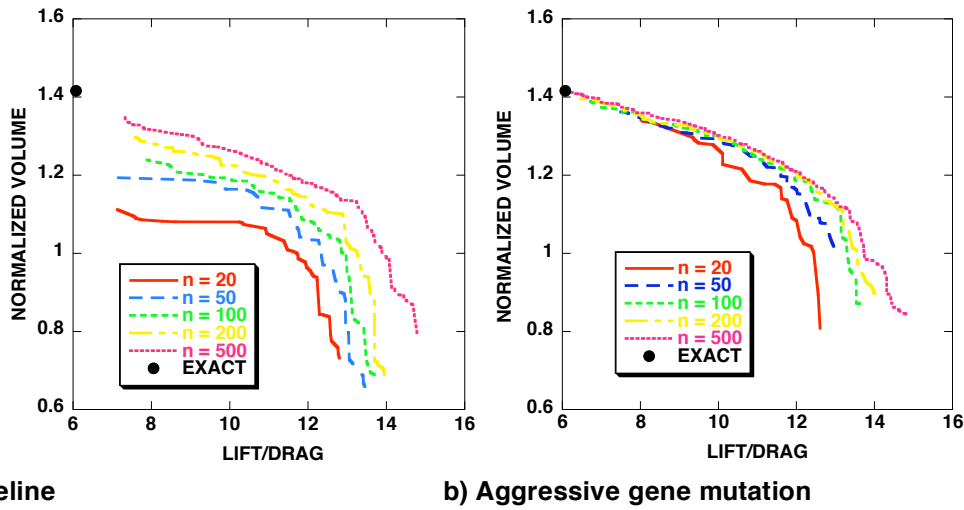 1.6
1.4
1.2
1
0.8
0.6
NORMALIZED VOLUME
n = 20
n = 50
n = 100
n = 200
n = 500
EXACT
6 8 10 12 14 16
LIFT/DRAG
eline
1.6
1.4
1.2
1
0.8
0.6
NORMALIZED VOLUME
n = 20
n = 50
n = 100
n = 200
n = 500
EXACT
6 8 10 12 14 16
LIFT/DRAG
b) Aggressive gene mutation